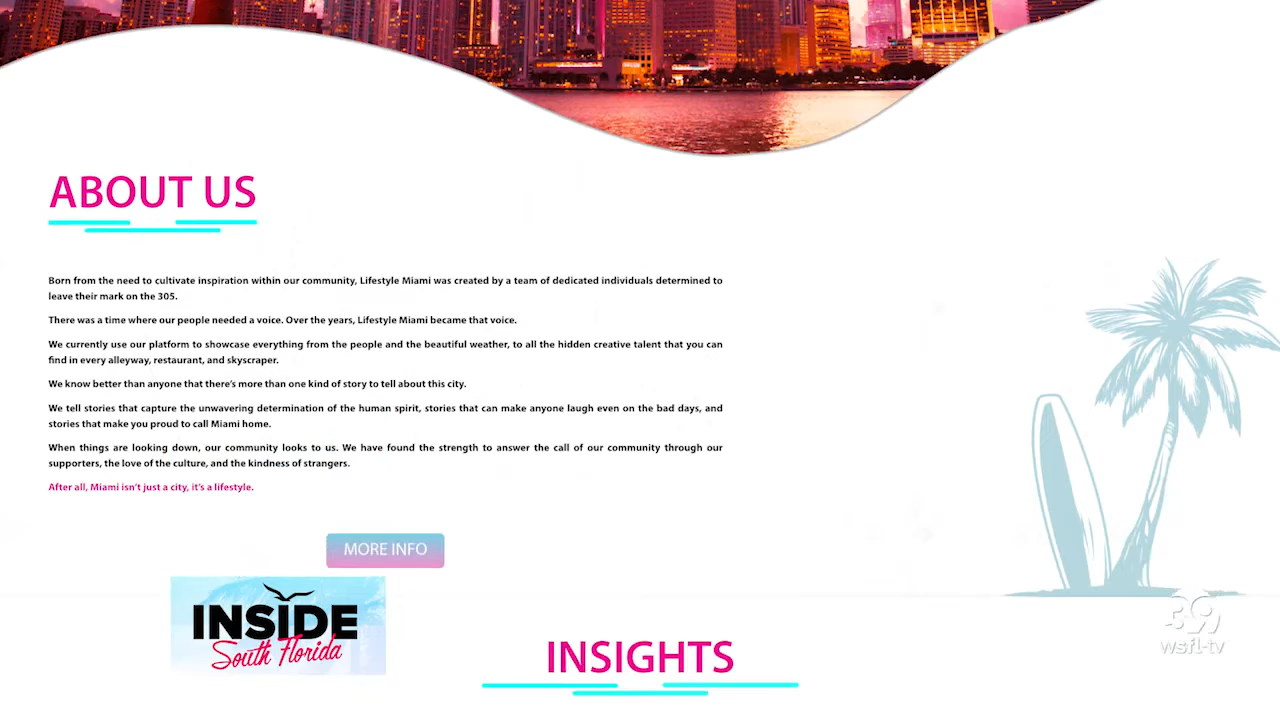 ABOUT US
Born from the need to cultivate inspiration within our community, Lifestyle Miami was created by a team of dedicated individuals determined to
leave their mark on the 305.
There was a time where our people needed a voice. Over the years, Lifestyle Miami became that voice.
We currently use our platform to showcase everything from the people and the beautiful weather, to all the hidden creative talent that you can
find in every alleyway, restaurant, and skyscraper.
We know better than anyone that there's more than one kind of story to tell about this city.
We tell stories that capture the unwavering determination of the human spirit, stories that can make anyone laugh even on the bad days, and
stories that make you proud to call Miami home.
When things are looking down, our community looks to us. We have found the strength to answer the call of our community through our
supporters, the love of the culture, and the kindness of strangers.
After all, Miami isn't just a city, it's a lifestyle.
MORE INFO
INSIDE
South Florida
INSIGHTS
39
wsfl-tv